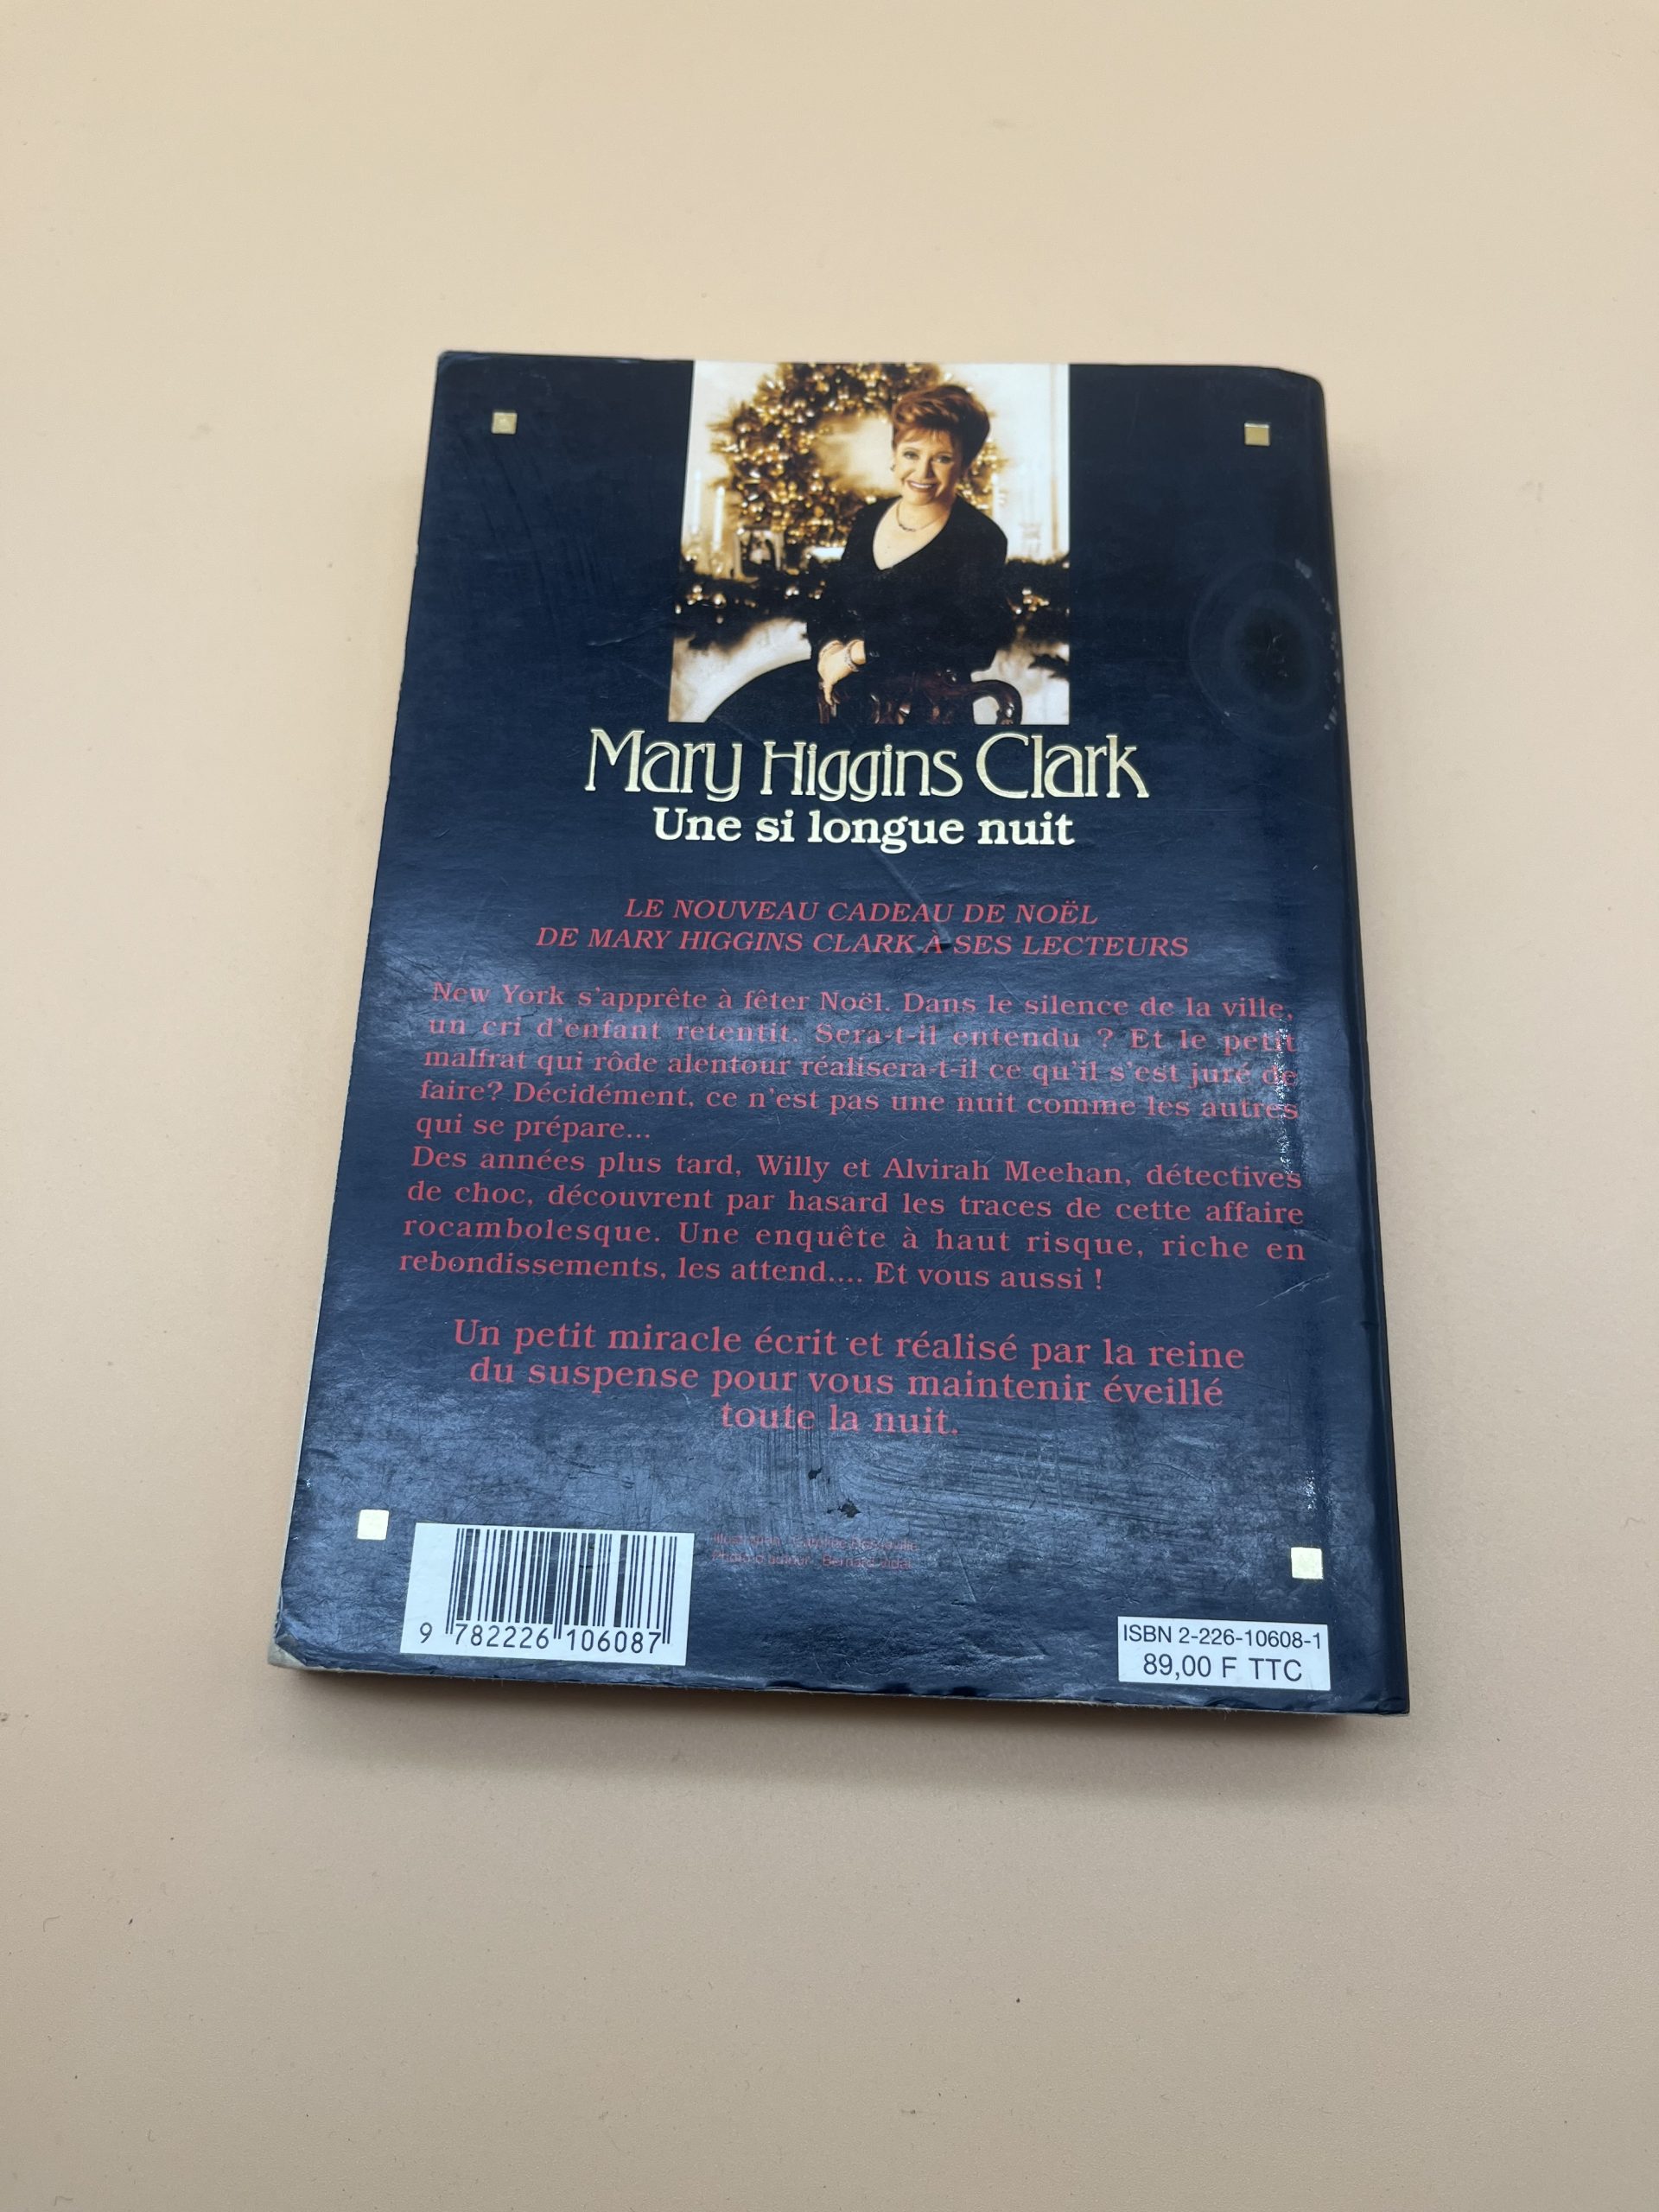 Mary Higgins Clark
Une si longue nuit
LE NOUVEAU CADEAU DE NOËL
DE MARY HIGGINS CLARK À SES LECTEURS
New York s'apprête à fêter Noël. Dans le silence de la ville,
un cri d'enfant retentit. Sera-t-il entendu ? Et le petit
malfrat qui rôde alentour réalisera-t-il ce qu'il s'est juré de
faire? Décidément, ce n'est pas une nuit comme les autres
qui se prépare...
Des années plus tard, Willy et Alvirah Meehan, détectives
de choc, découvrent par hasard les traces de cette affaire
rocambolesque. Une enquête à haut risque, riche en
rebondissements, les attend.... Et vous aussi !
Un petit miracle écrit et réalisé par la reine
du suspense pour vous maintenir éveillé
toute la nuit.
Illustration :
Photo auteur : Bernard Vidal
9 782226 106087
ISBN 2-226-10608-1
89,00 F TTC